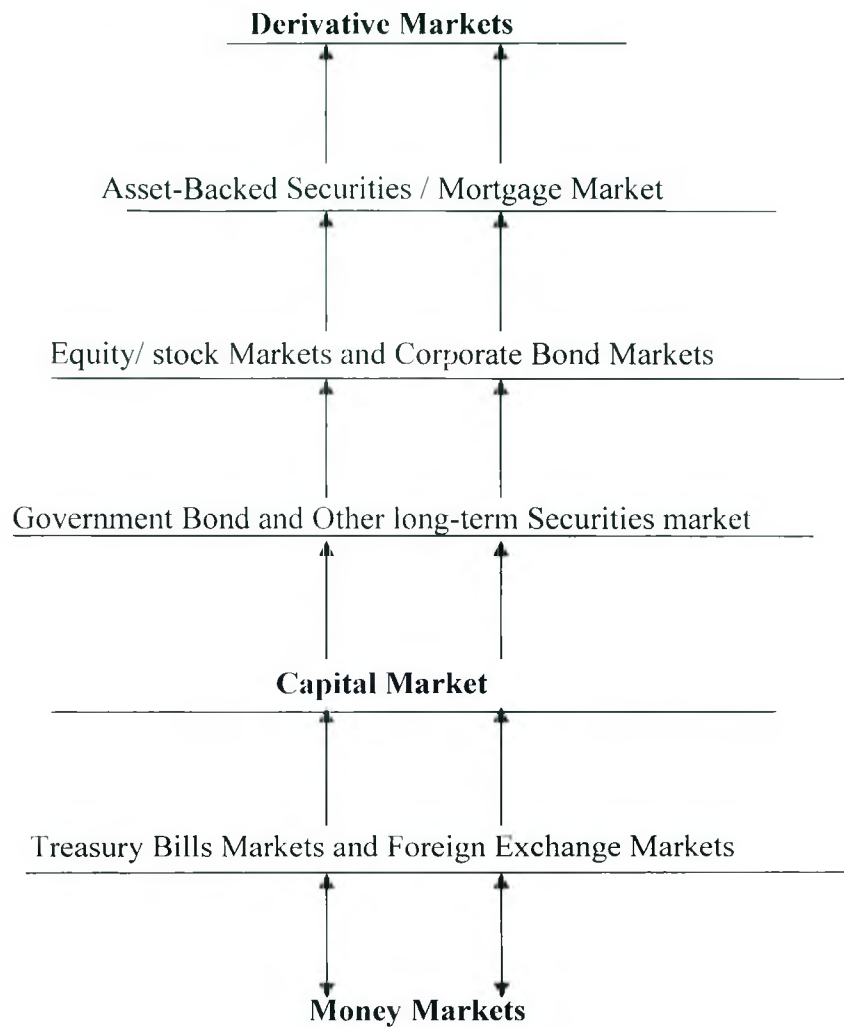 Derivative Markets
Asset-Backed Securities / Mortgage Market
Equity/ stock Markets and Corporate Bond Markets
Government Bond and Other long-term Securities market
Capital Market
Treasury Bills Markets and Foreign Exchange Markets
Money Markets